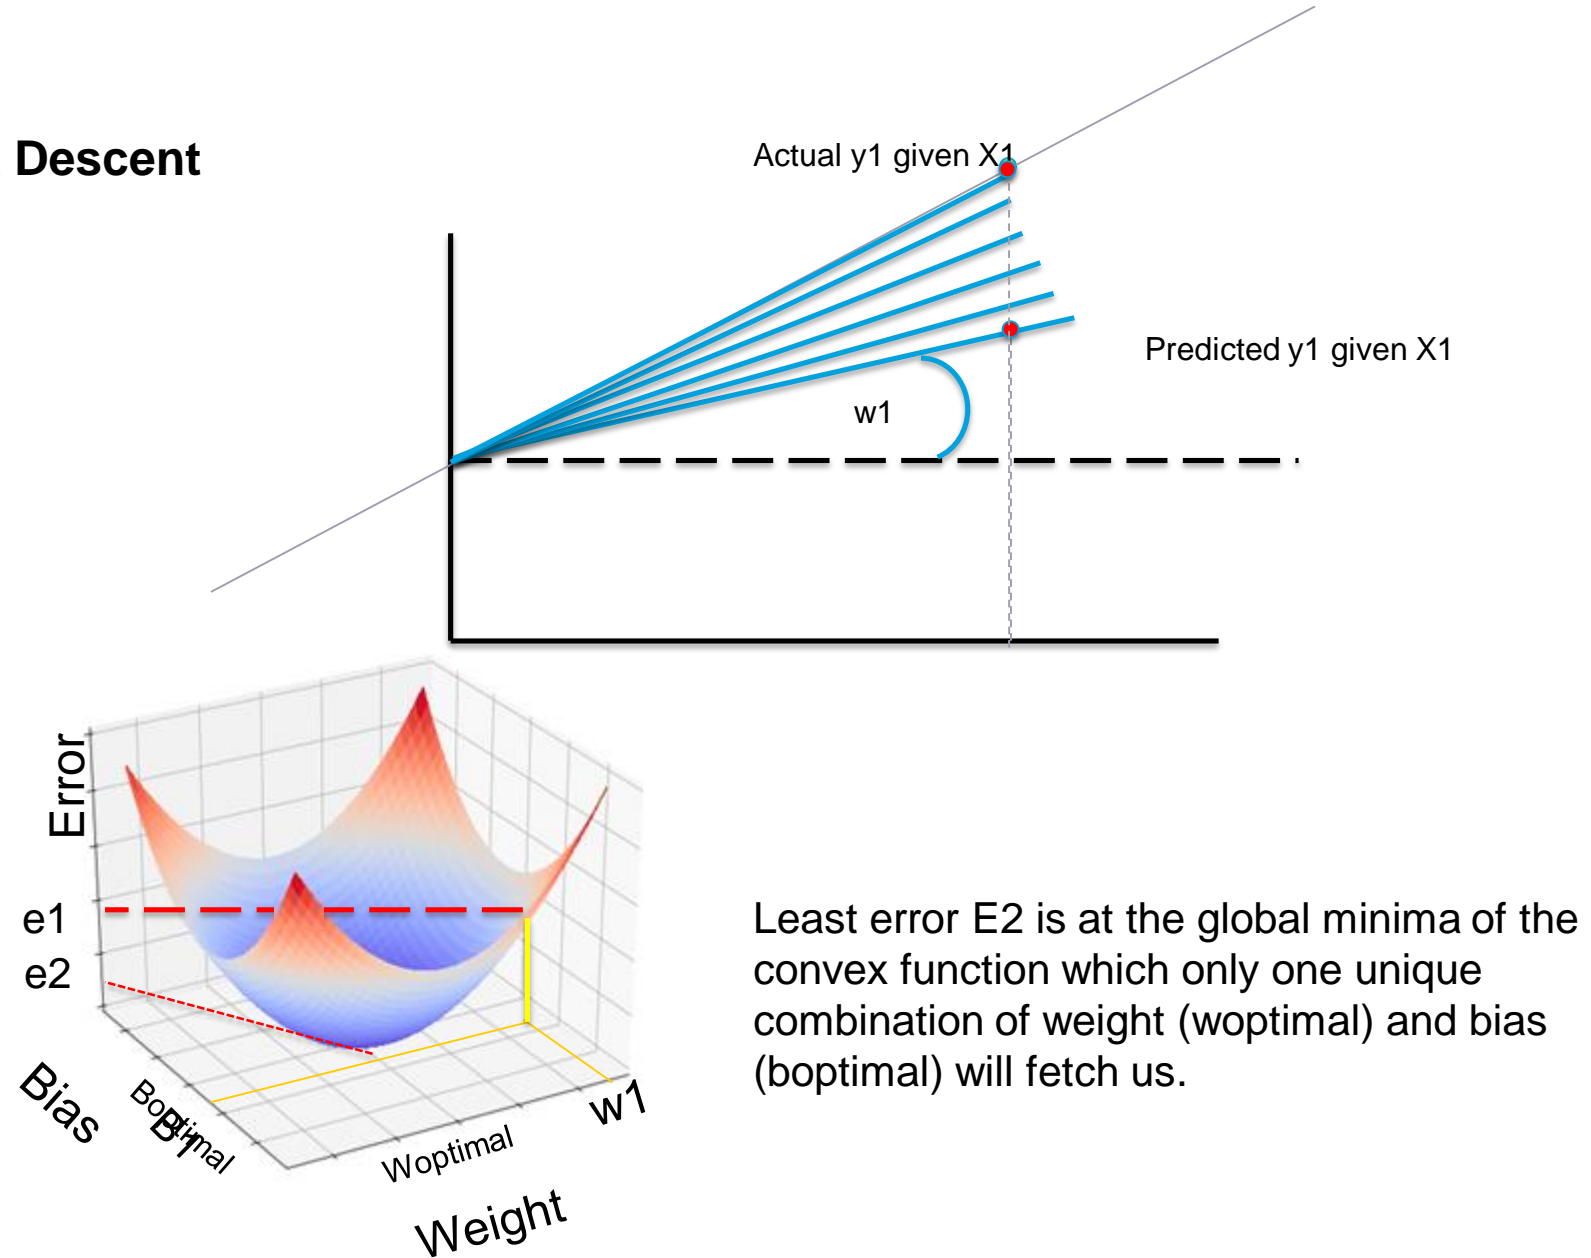 Descent
Actual y1 given X1
Predicted y1 given X1
w1
Error
e1
e2
Bias
Boptimal
B1
Woptimal
w1
Weight
Least error E2 is at the global minima of the
convex function which only one unique
combination of weight (woptimal) and bias
(boptimal) will fetch us.